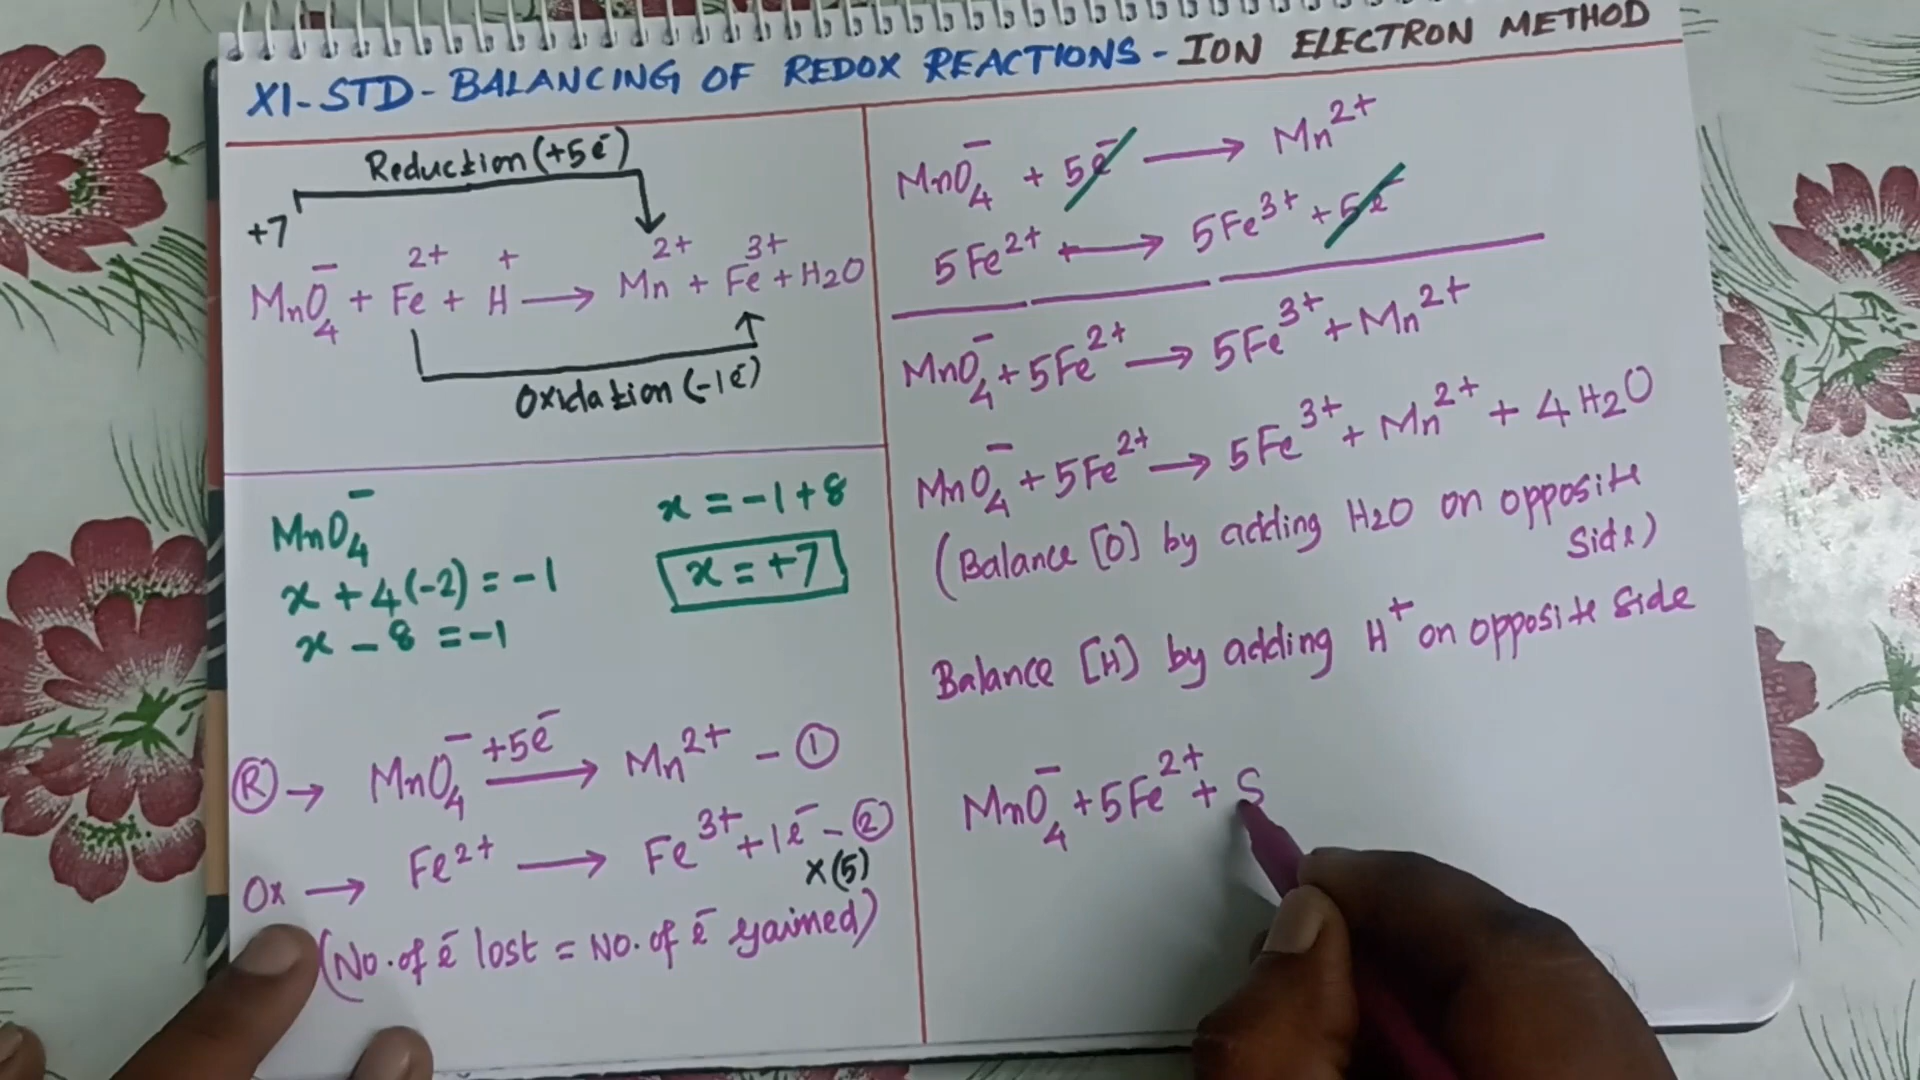 XI-STD-BALANCING OF REDOX REACTIONS - ION ELECTRON METHOD
Reduction (+5e⁻)
+7
MnO₄⁻ + Fe²⁺ + H⁺ ⟶ Mn²⁺ + Fe³⁺ + H₂O
Oxidation (-1e⁻)
MnO₄⁻
x + 4(-2) = -1
x - 8 = -1
x = -1+8
x = +7
Ⓡ → MnO₄⁻ +5e⁻ ⟶ Mn²⁺ - ①
Ox → Fe²⁺ ⟶ Fe³⁺ + 1e⁻ - ②
x(5)
(No. of e⁻ lost = No. of e⁻ gained)
MnO₄⁻ + 5e⁻ ⟶ Mn²⁺
5Fe²⁺ ⟶ 5Fe³⁺ + 5e⁻
MnO₄⁻ + 5Fe²⁺ ⟶ 5Fe³⁺ + Mn²⁺
MnO₄⁻ + 5Fe²⁺ ⟶ 5Fe³⁺ + Mn²⁺ + 4H₂O
(Balance [O] by adding H₂O on opposite
side)
Balance [H] by adding H⁺ on opposite side
MnO₄⁻ + 5Fe²⁺ +